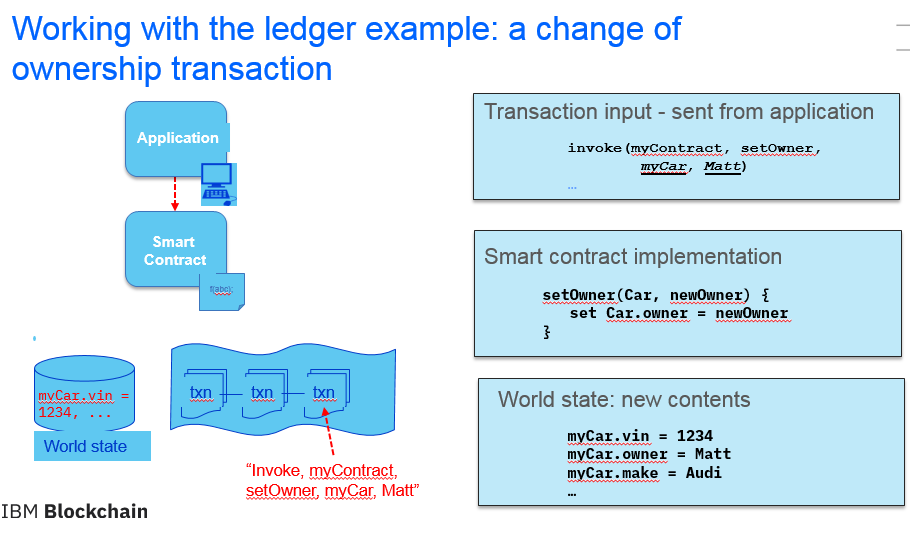 Working with the ledger example: a change of
ownership transaction
Application
Smart
Contract
f(abc);
myCar.vin =
1234, ...
World state
txn
txn
txn
“Invoke, myContract,
setOwner, myCar, Matt”
IBM Blockchain
Transaction input - sent from application
invoke(myContract, setOwner,
myCar, Matt)
…
Smart contract implementation
setOwner(Car, newOwner) {
set Car.owner = newOwner
}
World state: new contents
myCar.vin = 1234
myCar.owner = Matt
myCar.make = Audi
…